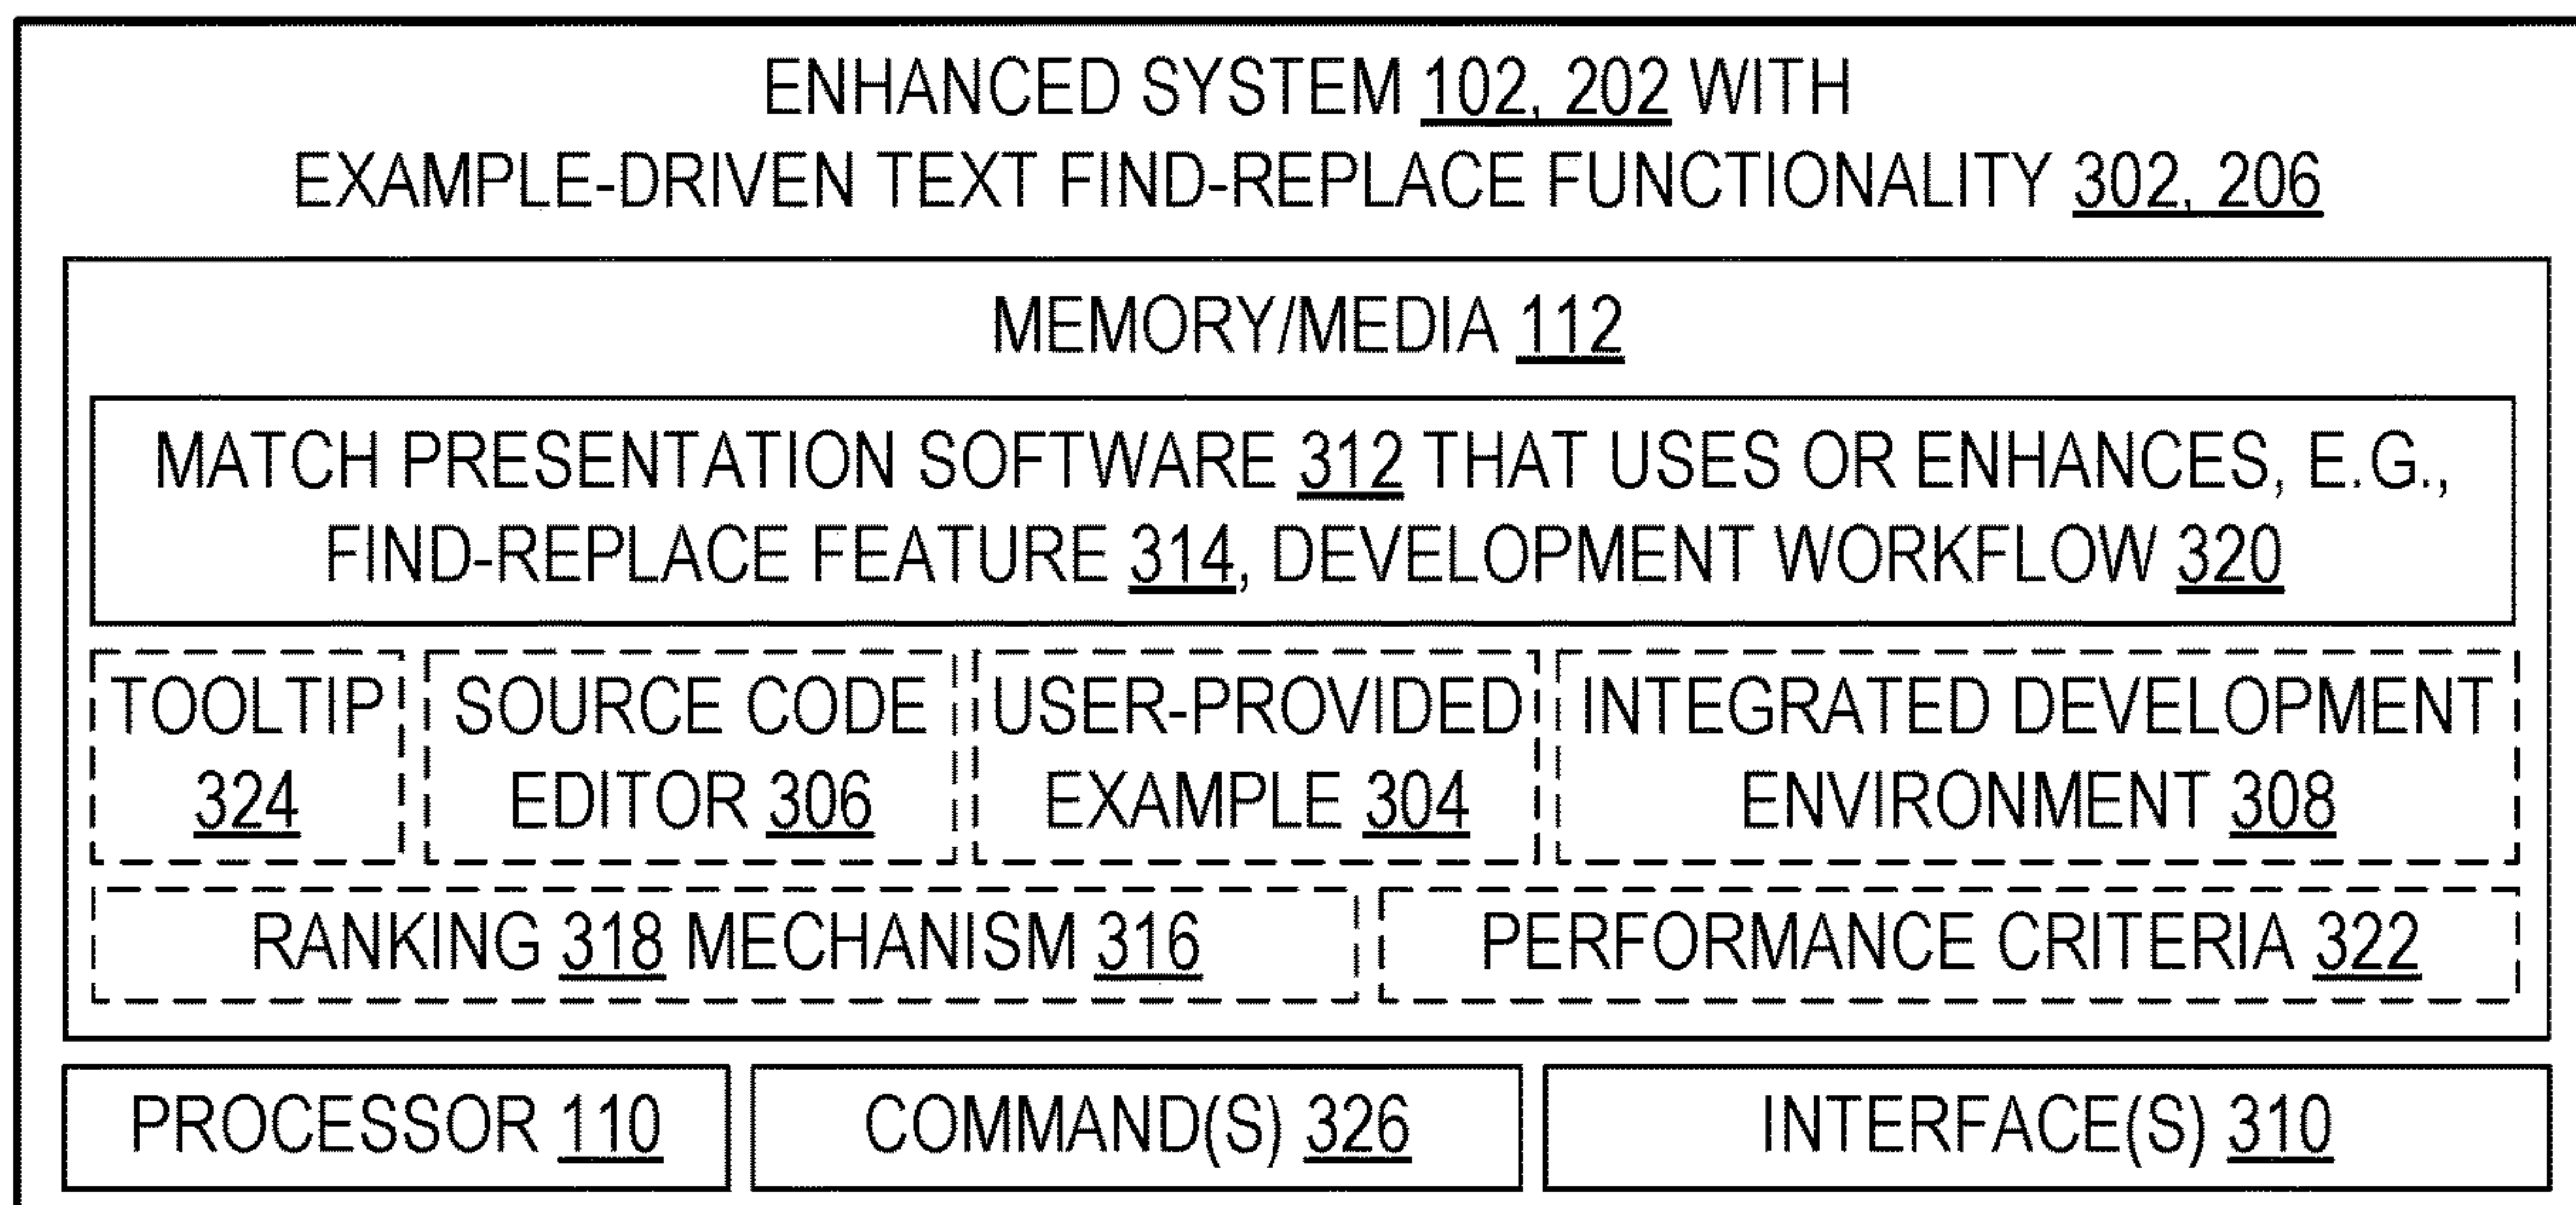 ENHANCED SYSTEM 102, 202 WITH
EXAMPLE-DRIVEN TEXT FIND-REPLACE FUNCTIONALITY 302, 206
MEMORY/MEDIA 112
MATCH PRESENTATION SOFTWARE 312 THAT USES OR ENHANCES, E.G.,
FIND-REPLACE FEATURE 314, DEVELOPMENT WORKFLOW 320
TOOLTIP
324
SOURCE CODE
EDITOR 306
USER-PROVIDED
EXAMPLE 304
INTEGRATED DEVELOPMENT
ENVIRONMENT 308
RANKING 318 MECHANISM 316
PERFORMANCE CRITERIA 322
PROCESSOR 110
COMMAND(S) 326
INTERFACE(S) 310